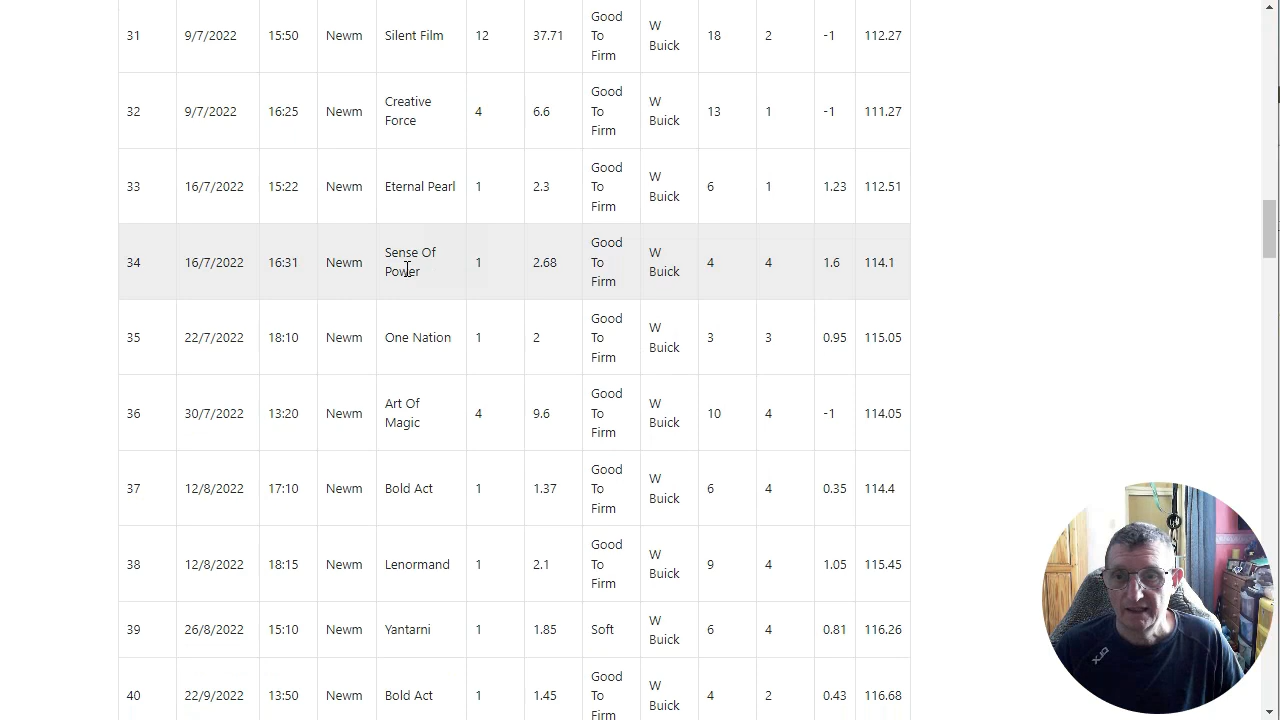 31 9/7/2022 15:50 Newm Silent Film 12 37.71 Good To Firm W Buick 18 2 -1 112.27
32 9/7/2022 16:25 Newm Creative Force 4 6.6 Good To Firm W Buick 13 1 -1 111.27
33 16/7/2022 15:22 Newm Eternal Pearl 1 2.3 Good To Firm W Buick 6 1 1.23 112.51
34 16/7/2022 16:31 Newm Sense Of Power 1 2.68 Good To Firm W Buick 4 4 1.6 114.1
35 22/7/2022 18:10 Newm One Nation 1 2 Good To Firm W Buick 3 3 0.95 115.05
36 30/7/2022 13:20 Newm Art Of Magic 4 9.6 Good To Firm W Buick 10 4 -1 114.05
37 12/8/2022 17:10 Newm Bold Act 1 1.37 Good To Firm W Buick 6 4 0.35 114.4
38 12/8/2022 18:15 Newm Lenormand 1 2.1 Good To Firm W Buick 9 4 1.05 115.45
39 26/8/2022 15:10 Newm Yantarni 1 1.85 Soft W Buick 6 4 0.81 116.26
40 22/9/2022 13:50 Newm Bold Act 1 1.45 Good To Firm W Buick 4 2 0.43 116.68